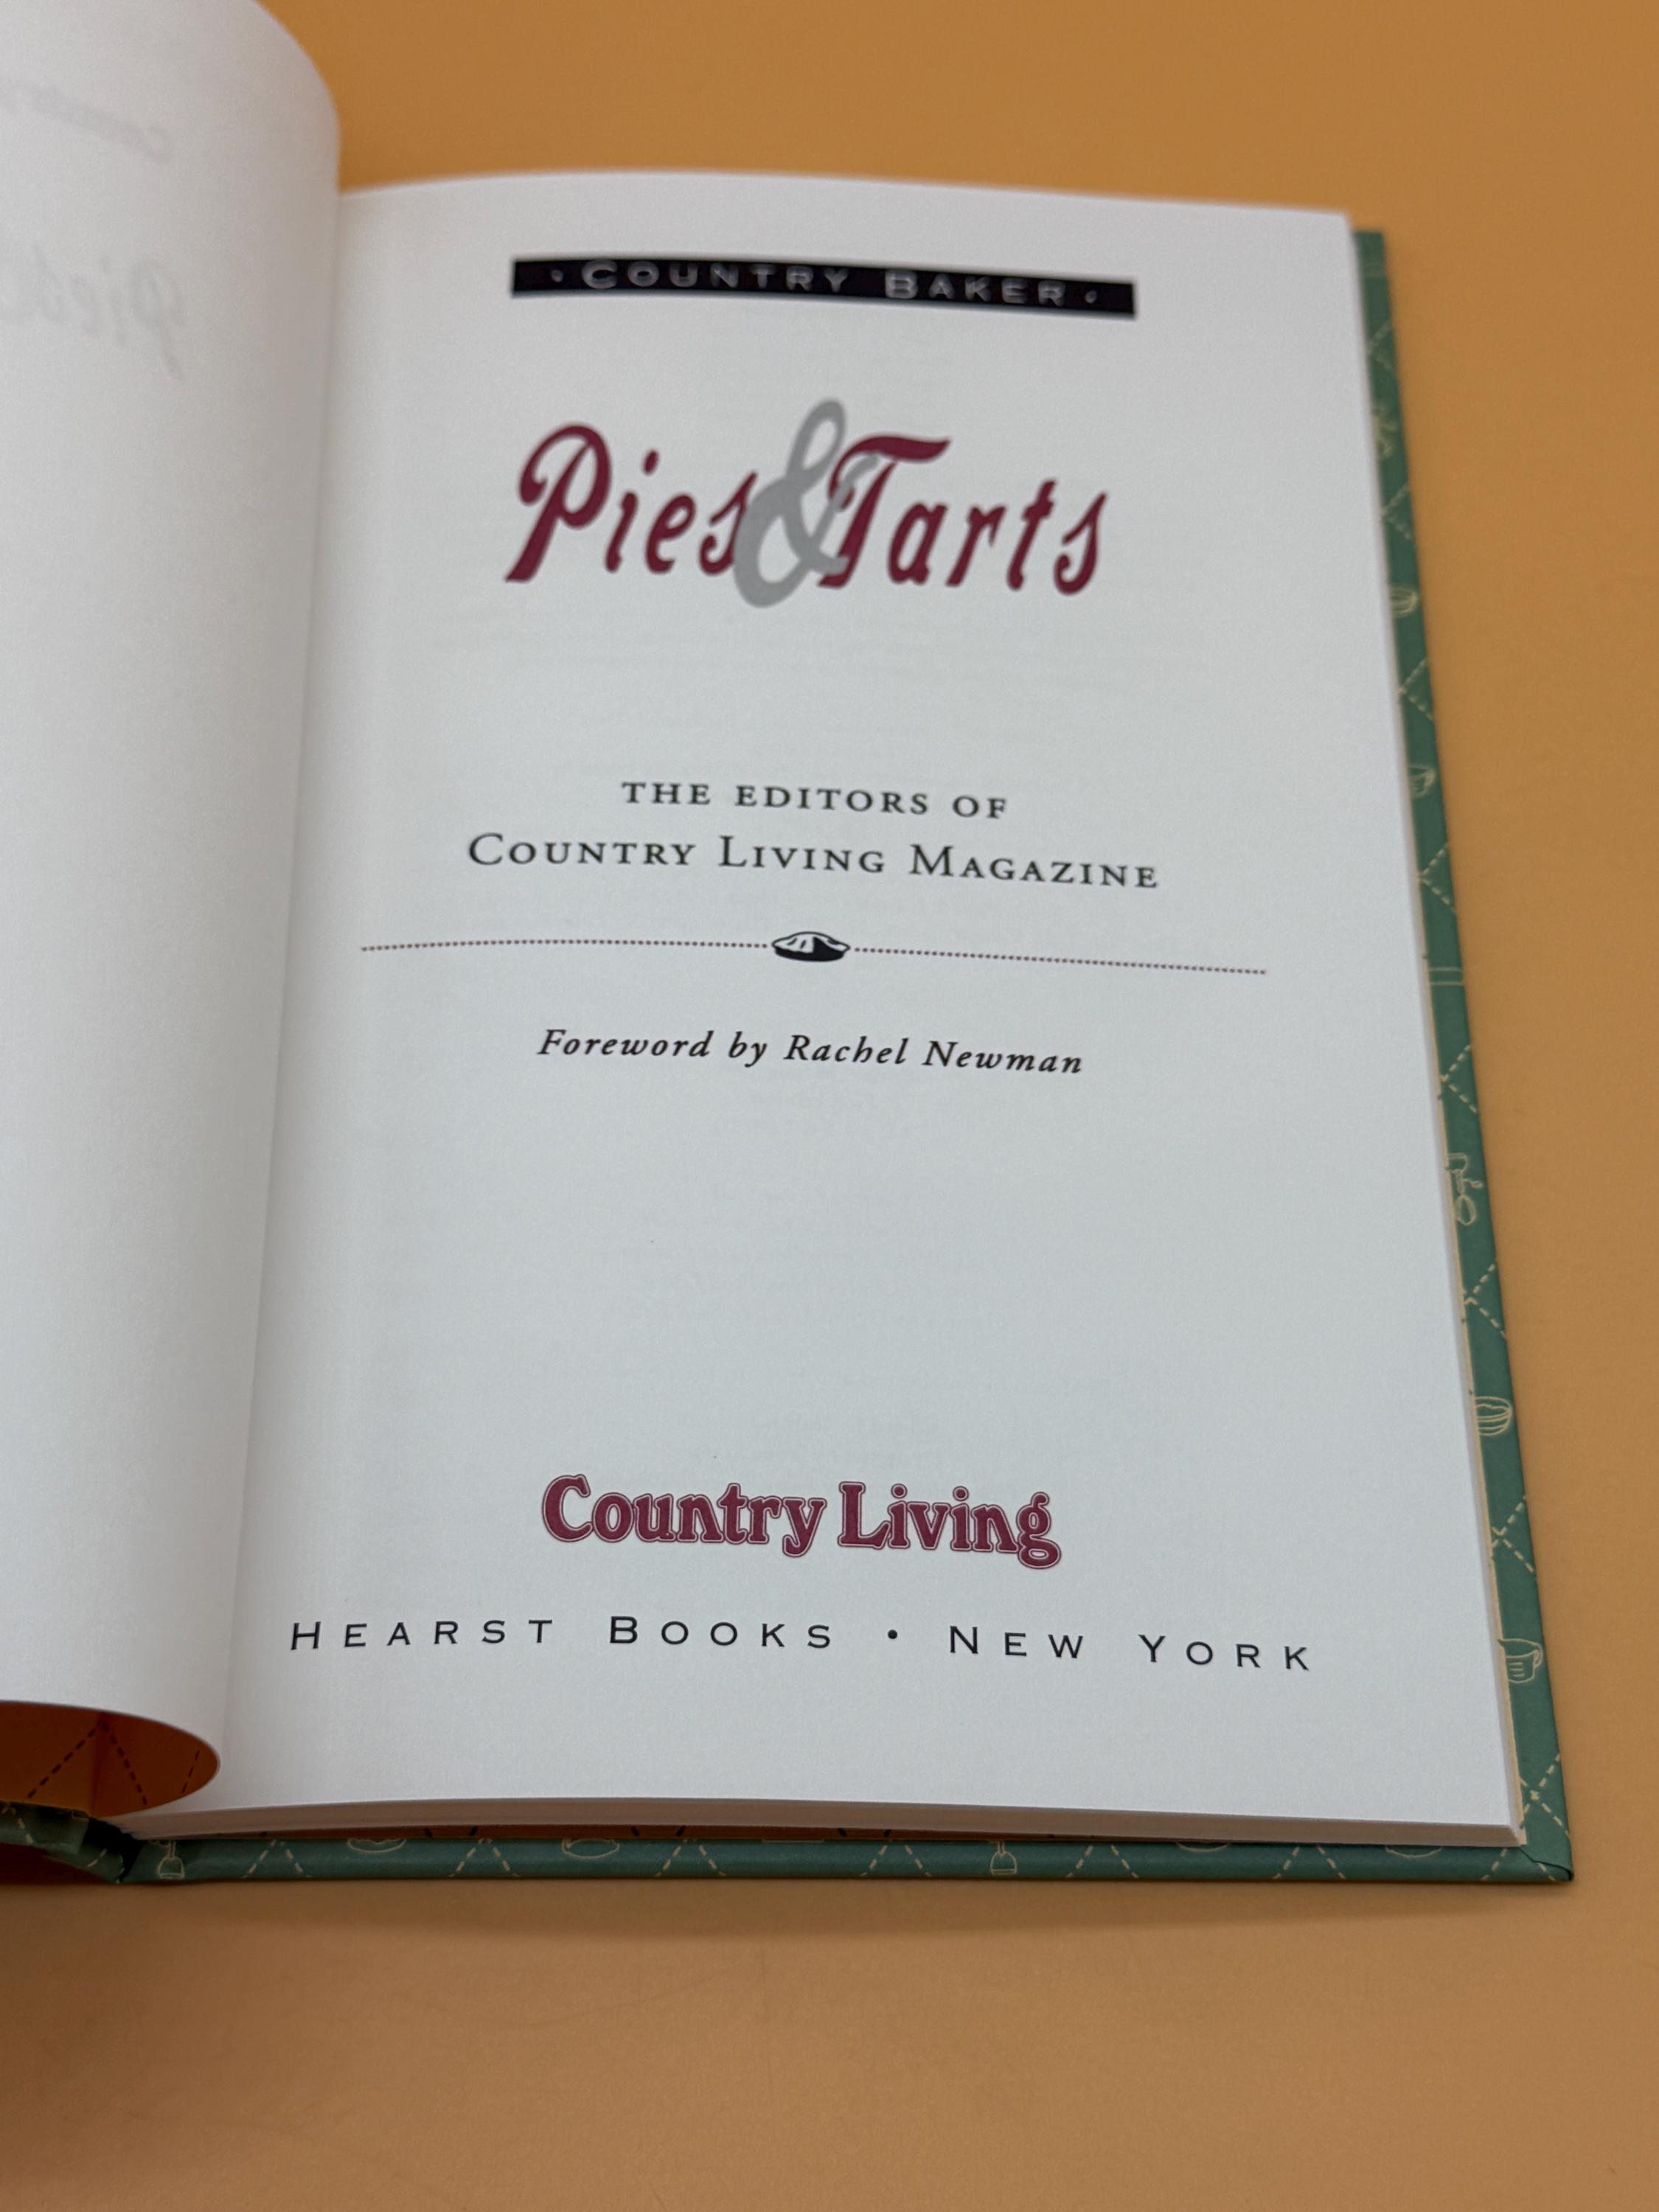 • COUNTRY BAKER •
Pies & Tarts
THE EDITORS OF
COUNTRY LIVING MAGAZINE
Foreword by Rachel Newman
Country Living
HEARST BOOKS • NEW YORK